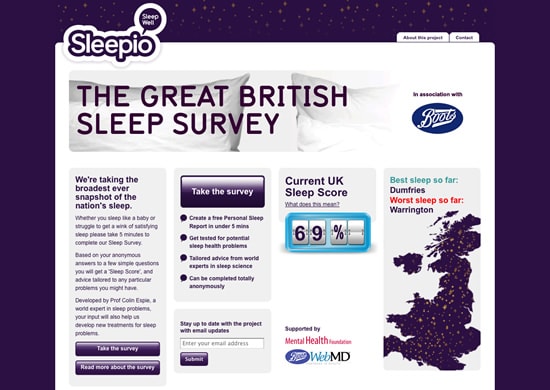 Sleep
Well
Sleepio
About this project
Contact
THE GREAT BRITISH
SLEEP SURVEY
In association with
Boots
We're taking the
broadest ever
snapshot of the
nation's sleep.
Whether you sleep like a baby or
struggle to get a wink of satisfying
sleep please take 5 minutes to
complete our Sleep Survey.
Based on your anonymous
answers to a few simple questions
you will get a 'Sleep Score', and
advice tailored to any particular
problems you might have.
Developed by Prof Colin Espie, a
world expert in sleep problems,
your input will also help us
develop new treatments for sleep
problems.
Take the survey
Read more about the survey
Take the survey
Create a free Personal Sleep
Report in under 5 mins
Get tested for potential
sleep health problems
Tailored advice from world
experts in sleep science
Can be completed totally
anonymously
Stay up to date with the project
with email updates
Enter your email address
Submit
Current UK
Sleep Score
What does this mean?
69%
Supported by
Mental Health Foundation
Boots WebMD
Best sleep so far:
Dumfries
Worst sleep so far:
Warrington